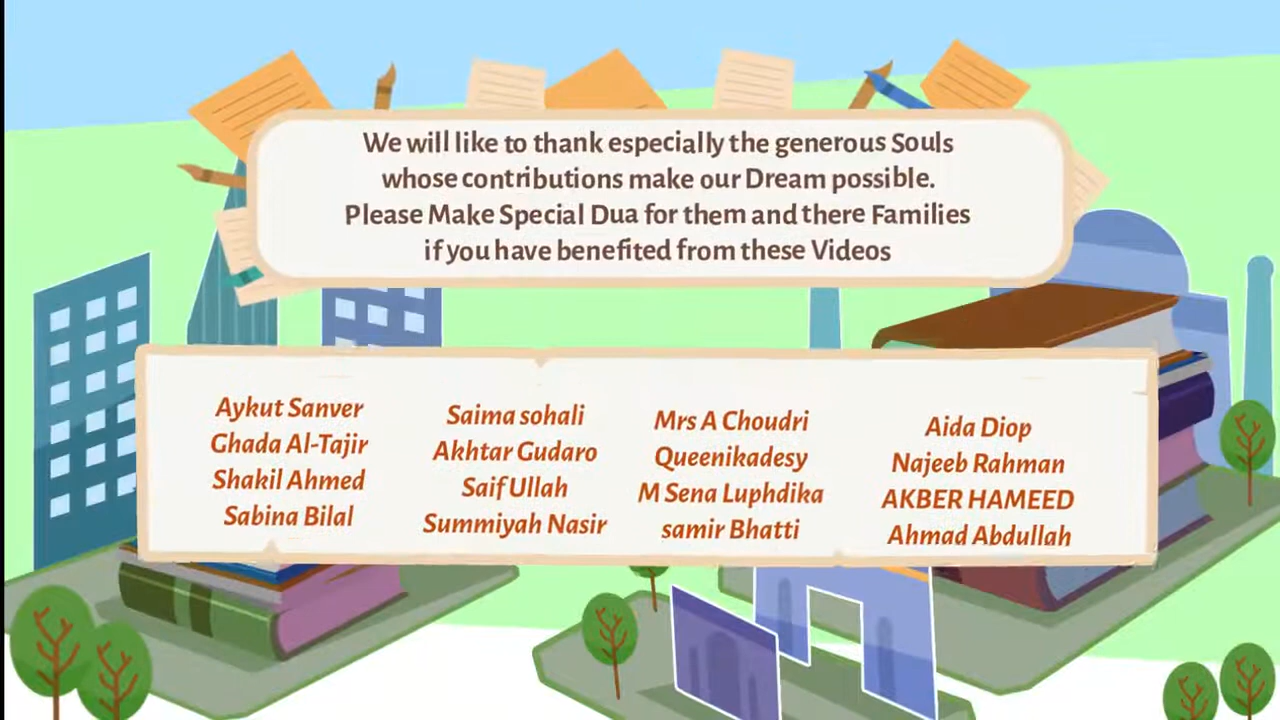 We will like to thank especially the generous Souls
whose contributions make our Dream possible.
Please Make Special Dua for them and there Families
if you have benefited from these Videos
Aykut Sanver
Ghada Al-Tajir
Shakil Ahmed
Sabina Bilal
Saima sohali
Akhtar Gudaro
Saif Ullah
Summiyah Nasir
Mrs A Choudri
Queenikadesy
M Sena Luphdika
samir Bhatti
Aida Diop
Najeeb Rahman
AKBER HAMEED
Ahmad Abdullah